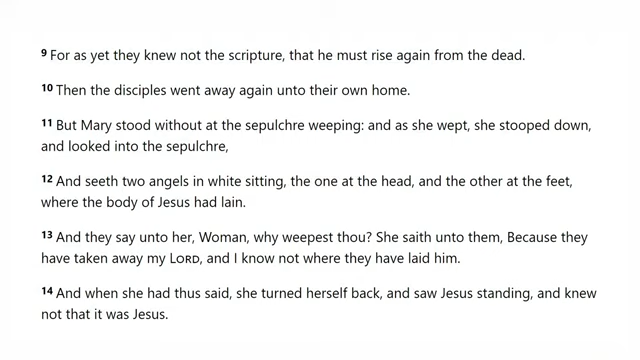 9 For as yet they knew not the scripture, that he must rise again from the dead.
10 Then the disciples went away again unto their own home.
11 But Mary stood without at the sepulchre weeping: and as she wept, she stooped down,
and looked into the sepulchre,
12 And seeth two angels in white sitting, the one at the head, and the other at the feet,
where the body of Jesus had lain.
13 And they say unto her, Woman, why weepest thou? She saith unto them, Because they
have taken away my LORD, and I know not where they have laid him.
14 And when she had thus said, she turned herself back, and saw Jesus standing, and knew
not that it was Jesus.